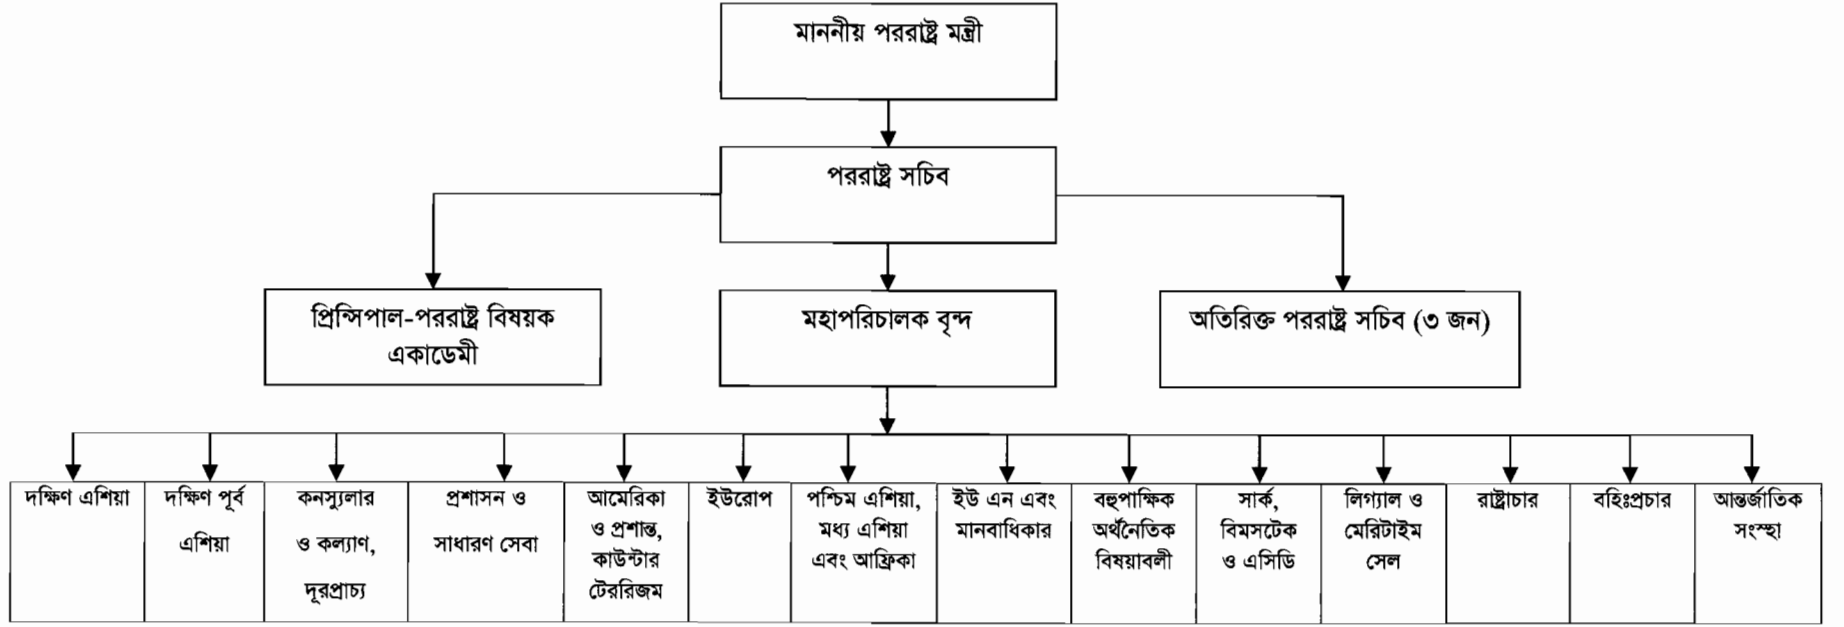 মাননীয় পররাষ্ট্র মন্ত্রী
পররাষ্ট্র সচিব
প্রিন্সিপাল-পররাষ্ট্র বিষয়ক
একাডেমী
মহাপরিচালক বৃন্দ
অতিরিক্ত পররাষ্ট্র সচিব (৩ জন)
দক্ষিণ এশিয়া
দক্ষিণ পূর্ব
এশিয়া
কনস্যুলার
ও কল্যাণ,
দূরপ্রাচ্য
প্রশাসন ও
সাধারণ সেবা
আমেরিকা
ও প্রশান্ত,
কাউন্টার
টেররিজম
ইউরোপ
পশ্চিম এশিয়া,
মধ্য এশিয়া
এবং আফ্রিকা
ইউ এন এবং
মানবাধিকার
বহুপাক্ষিক
অর্থনৈতিক
বিষয়াবলী
সার্ক,
বিমসটেক
ও এসিডি
লিগ্যাল ও
মেরিটাইম
সেল
রাষ্ট্রাচার
বহিঃপ্রচার
আন্তর্জাতিক
সংস্থা